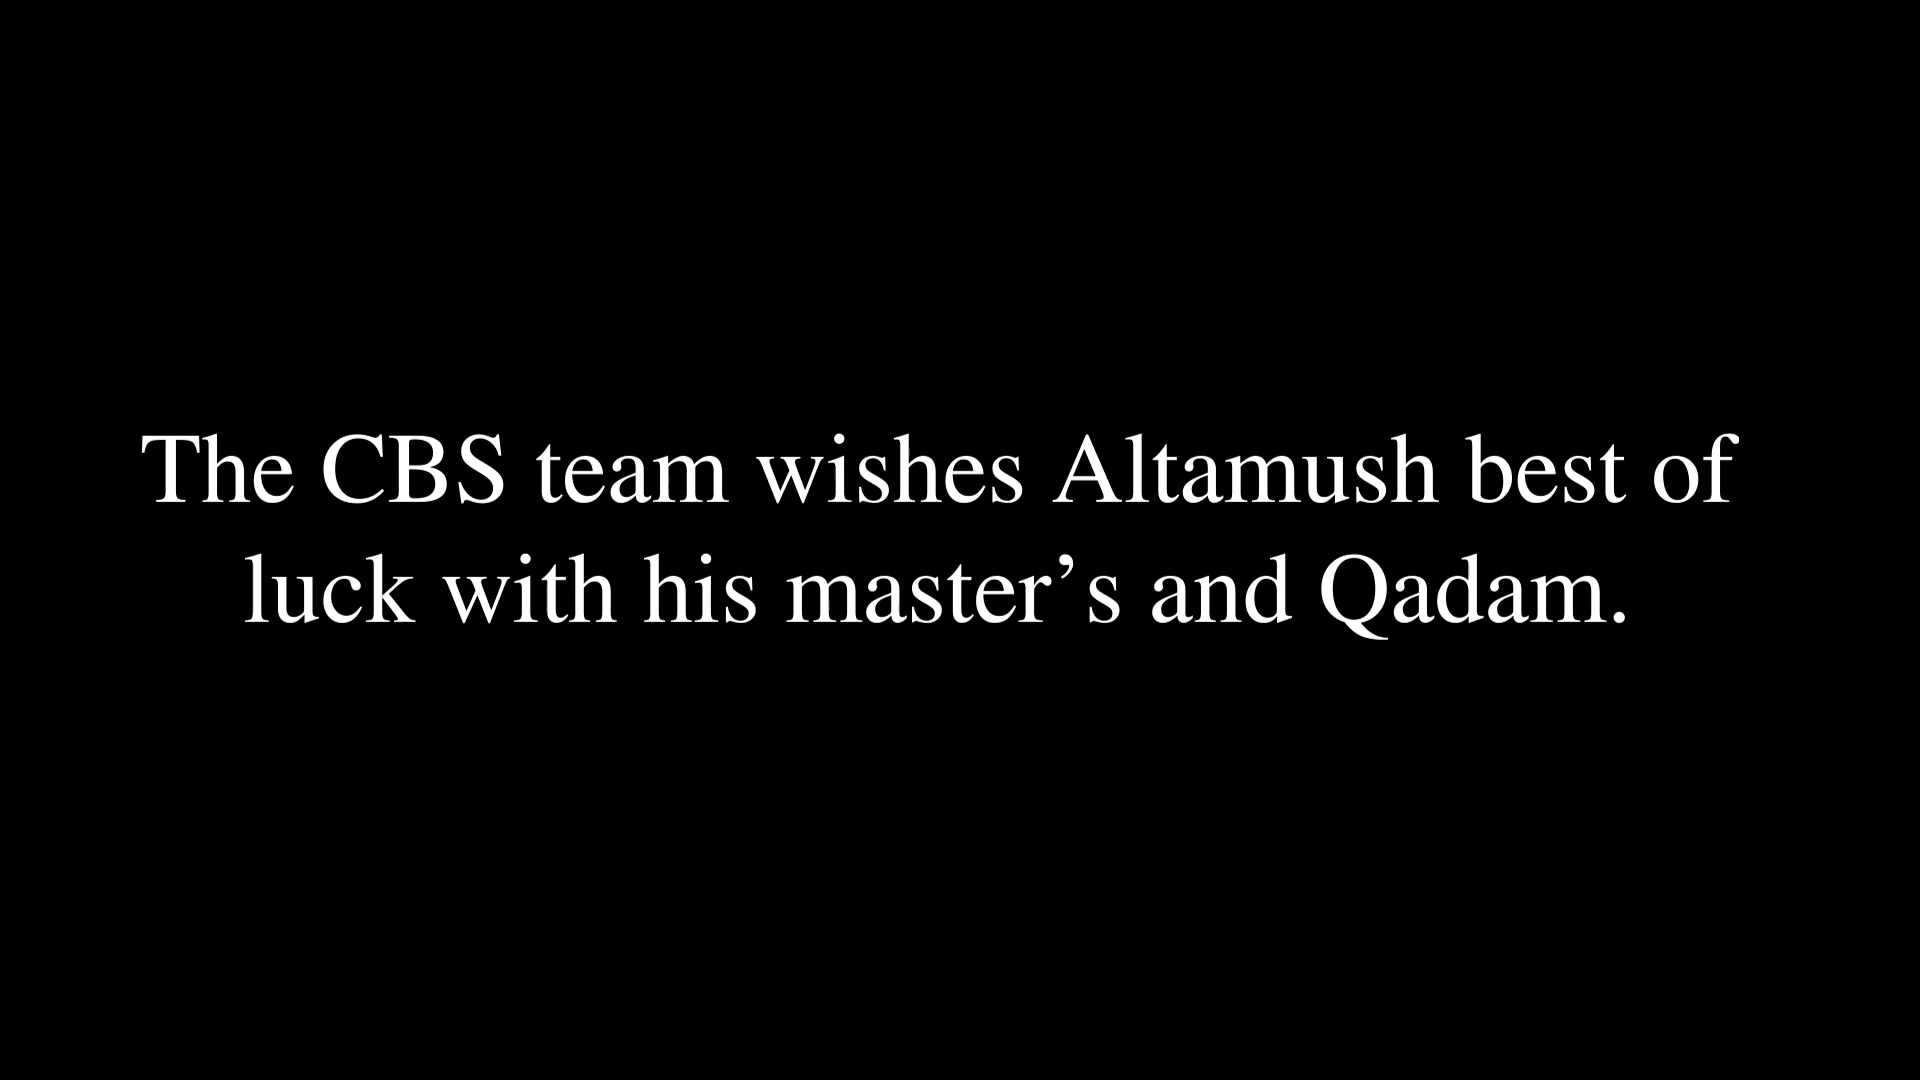 The CBS team wishes Altamush best of
luck with his master’s and Qadam.